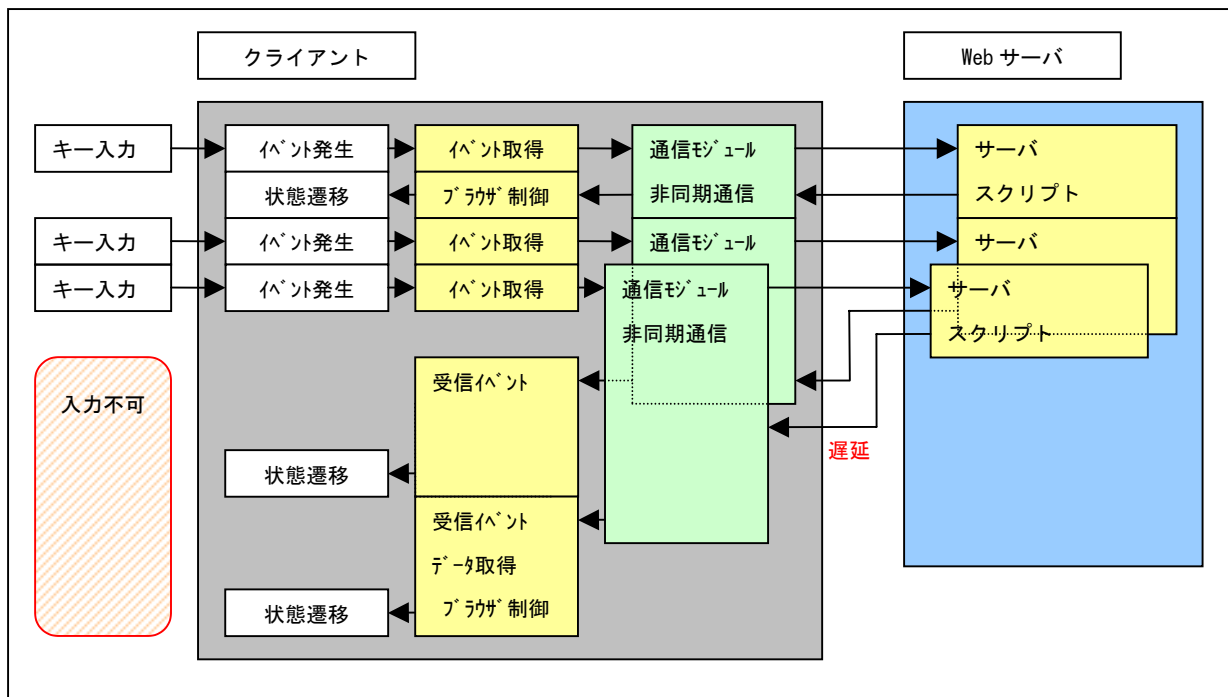 クライアント
Web サーバ
キー入力
イベント発生
イベント取得
通信モジュール
サーバ
状態遷移
ブラウザ制御
非同期通信
スクリプト
キー入力
イベント発生
イベント取得
通信モジュール
サーバ
キー入力
イベント発生
イベント取得
通信モジュール
サーバ
非同期通信
スクリプト
受信イベント
入力不可
遅延
状態遷移
受信イベント
データ取得
状態遷移
ブラウザ制御